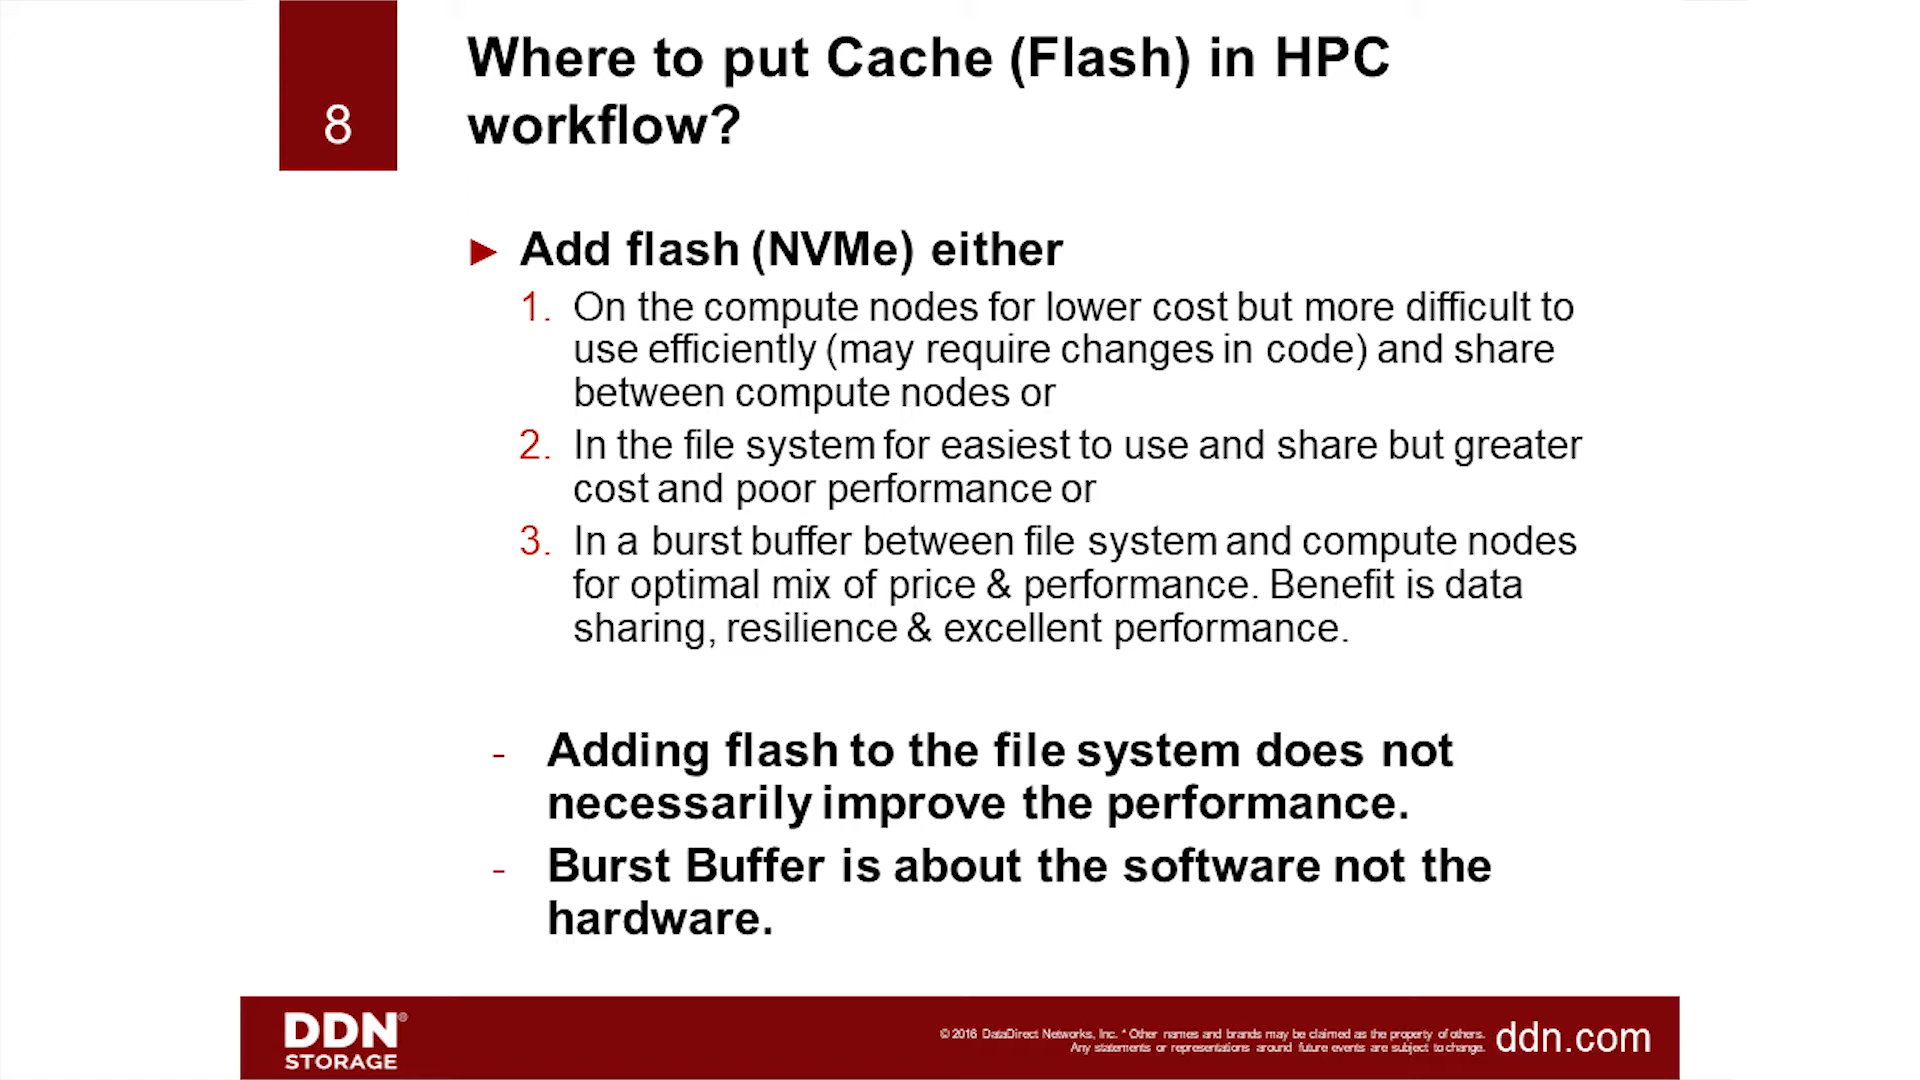 8
Where to put Cache (Flash) in HPC
workflow?
► Add flash (NVMe) either
1. On the compute nodes for lower cost but more difficult to
use efficiently (may require changes in code) and share
between compute nodes or
2. In the file system for easiest to use and share but greater
cost and poor performance or
3. In a burst buffer between file system and compute nodes
for optimal mix of price & performance. Benefit is data
sharing, resilience & excellent performance.
- Adding flash to the file system does not
necessarily improve the performance.
- Burst Buffer is about the software not the
hardware.
DDN®
STORAGE
© 2016 DataDirect Networks, Inc. * Other names and brands may be claimed as the property of others.
Any statements or representations around future events are subject to change.
ddn.com